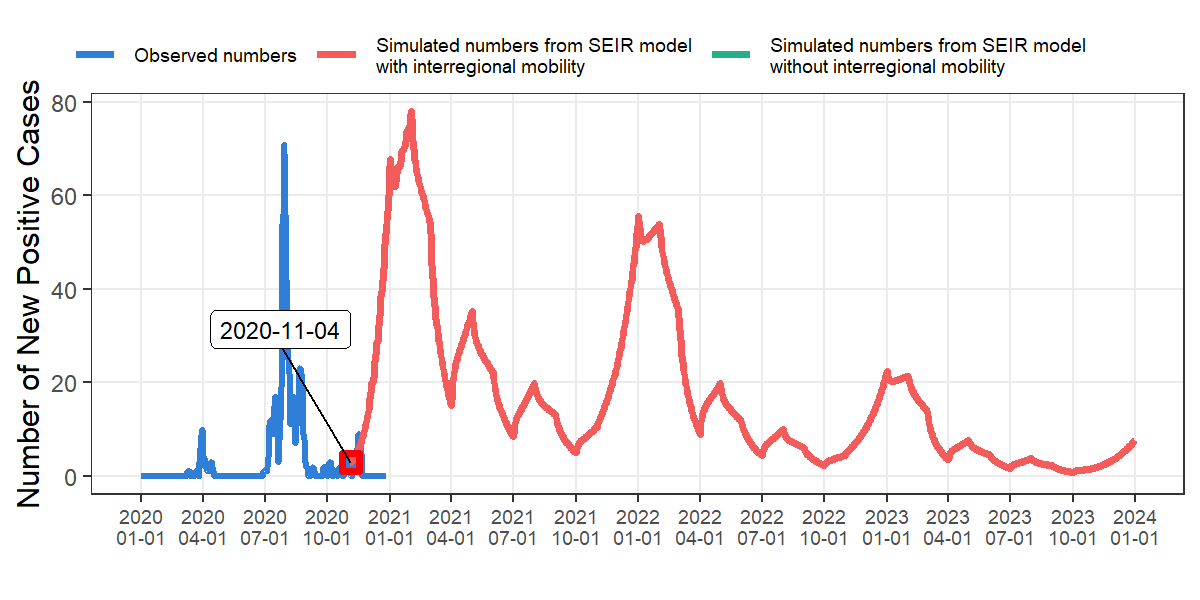 Observed numbers
Simulated numbers from SEIR model
with interregional mobility
Simulated numbers from SEIR model
without interregional mobility
Number of New Positive Cases
80
60
40
20
0
2020-11-04
2020 2020 2020 2020 2021 2021 2021 2021 2022 2022 2022 2022 2023 2023 2023 2023 2024
01-01 04-01 07-01 10-01 01-01 04-01 07-01 10-01 01-01 04-01 07-01 10-01 01-01 04-01 07-01 10-01 01-01